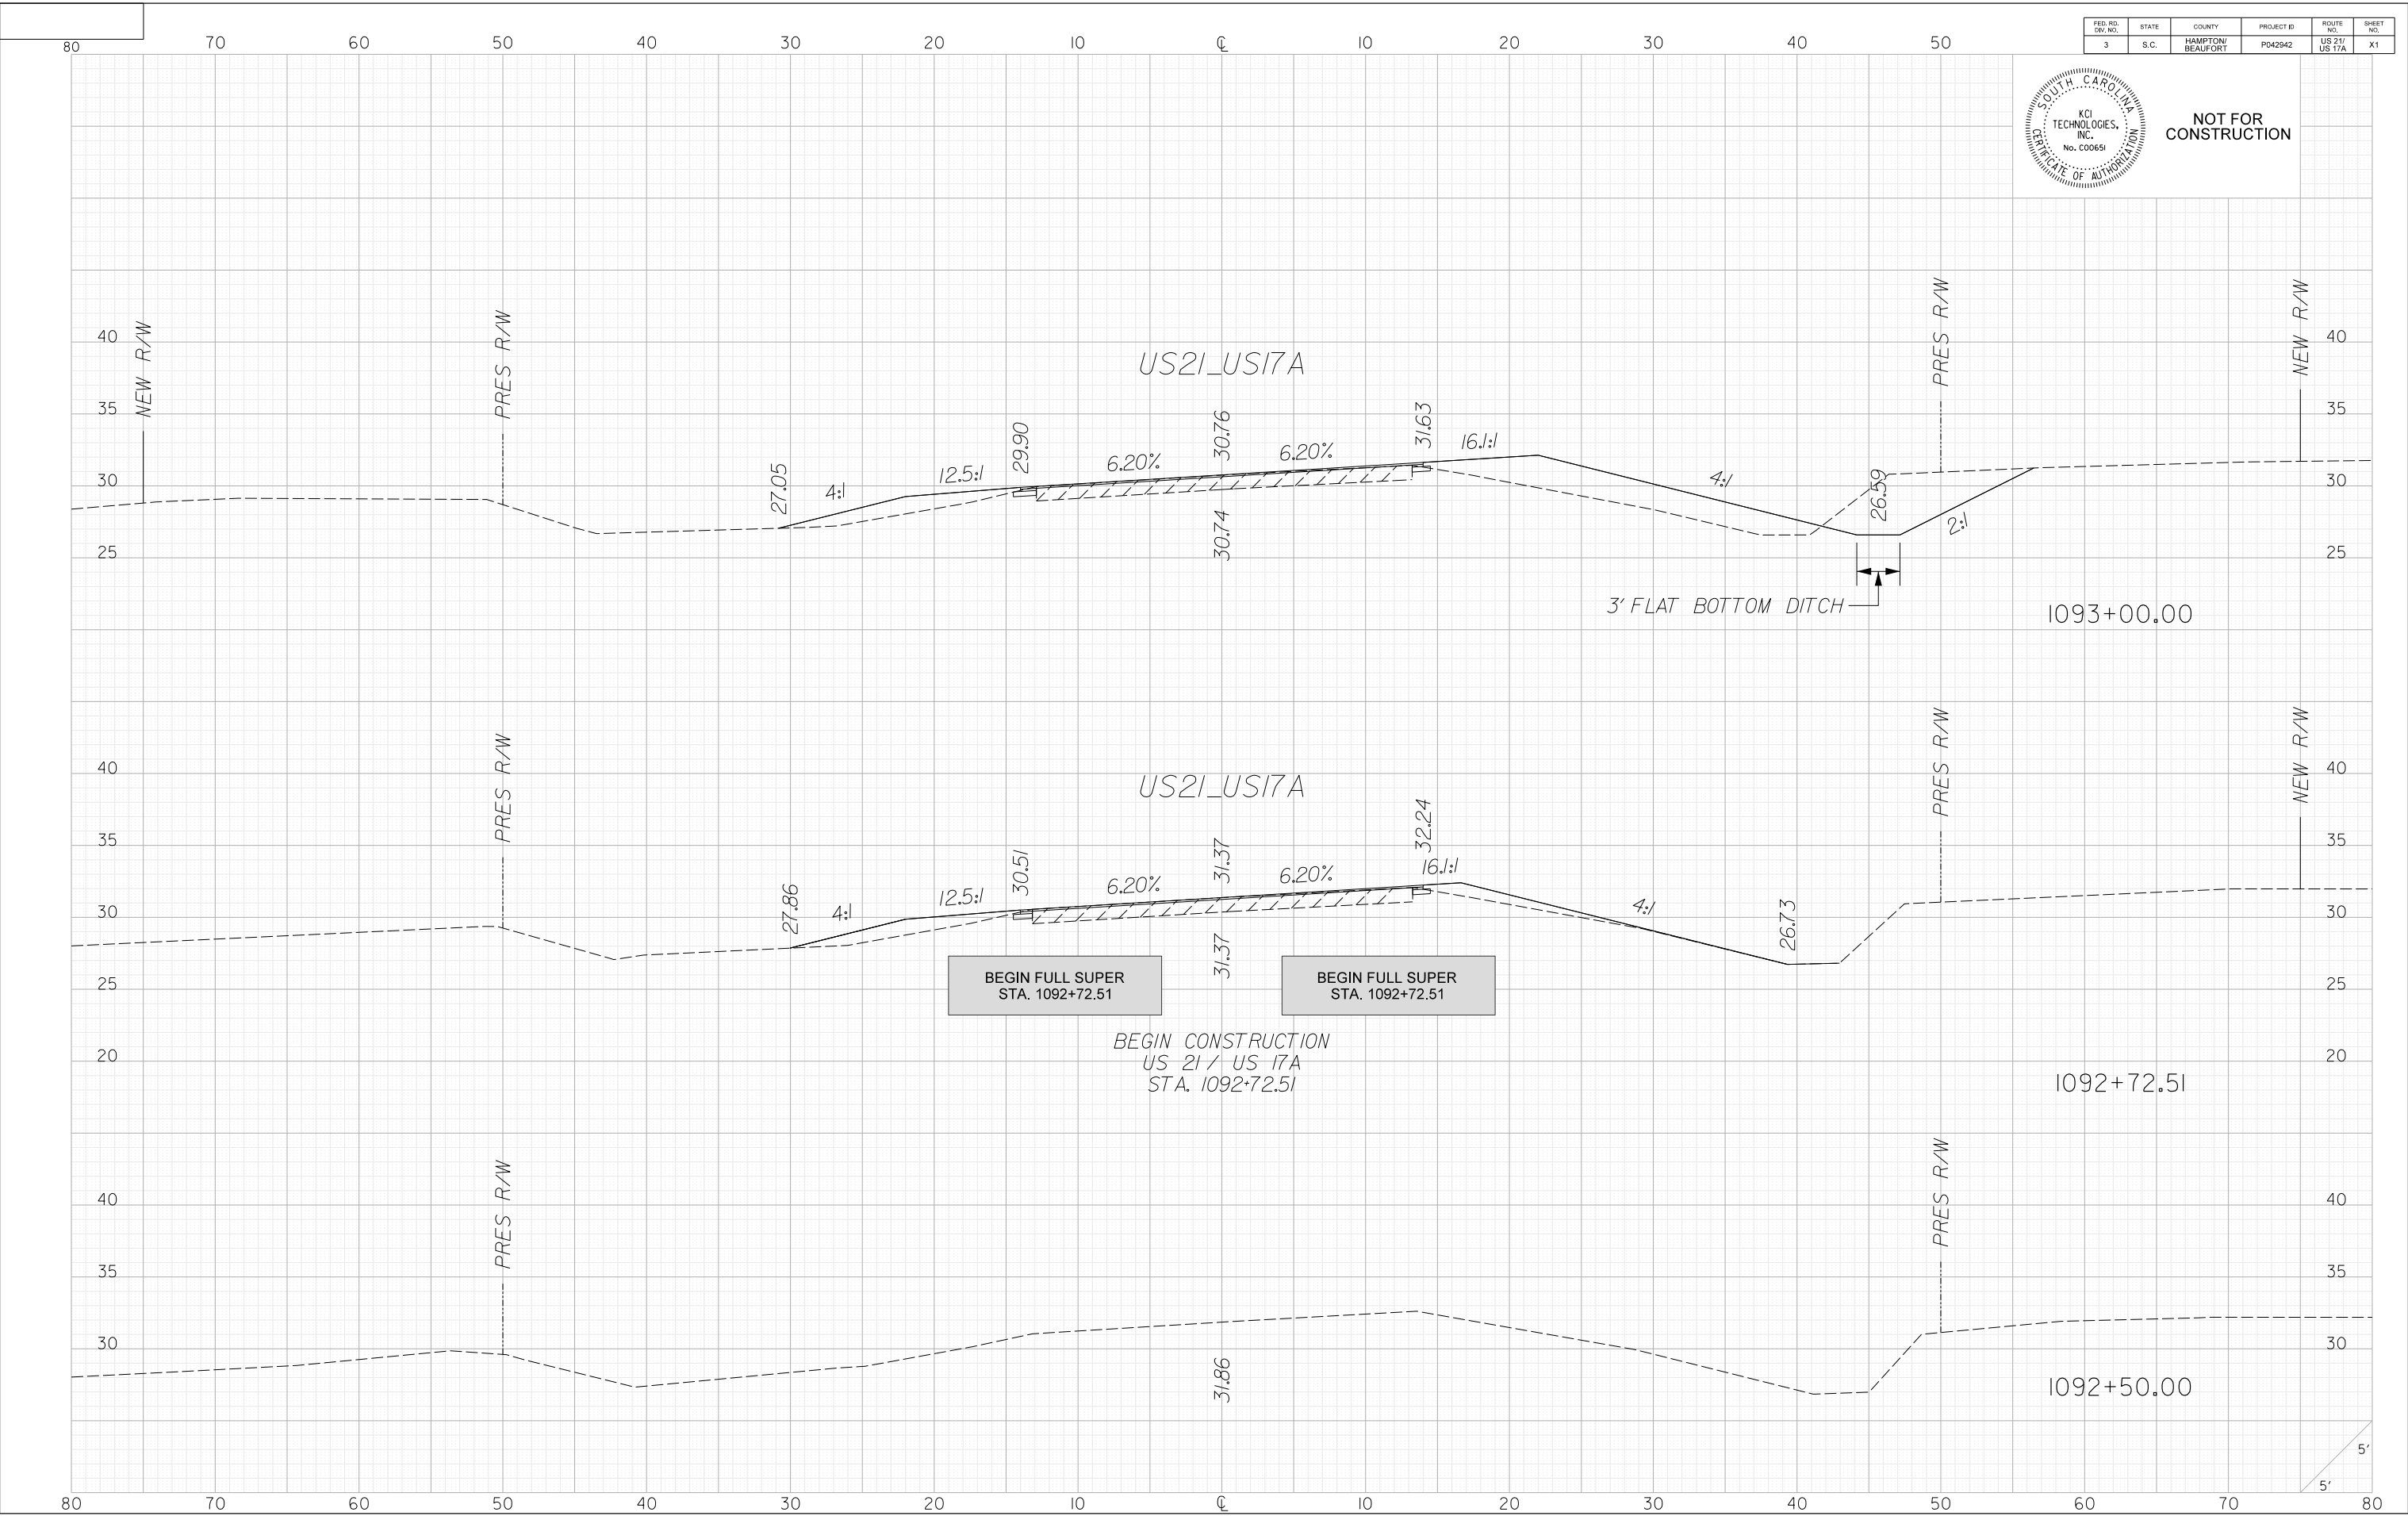 80 70 60 50 40 30 20 10 ℄ 10 20 30 40 50
FED. RD. DIV. NO. STATE COUNTY PROJECT ID ROUTE NO. SHEET NO.
3 S.C. HAMPTON/ BEAUFORT P042942 US 21/ US 17A X1
SOUTH CAROLINA
KCI
TECHNOLOGIES,
INC.
No. C00651
CERTIFICATE OF AUTHORIZATION
NOT FOR
CONSTRUCTION
NEW R/W
PRES R/W
PRES R/W
NEW R/W
US21_US17A
40 40
35 35
30 30
25 25
27.05
4:1
12.5:1
29.90
6.20%
30.76
6.20%
31.63
16.1:1
4:1
26.59
2:1
30.74
3' FLAT BOTTOM DITCH
1093+00.00
PRES R/W
PRES R/W
NEW R/W
US21_US17A
40 40
35 35
30 30
25 25
20 20
27.86
4:1
12.5:1
30.51
6.20%
31.37
6.20%
32.24
16.1:1
4:1
26.73
31.37
BEGIN FULL SUPER
STA. 1092+72.51
BEGIN FULL SUPER
STA. 1092+72.51
BEGIN CONSTRUCTION
US 21 / US 17A
STA. 1092+72.51
1092+72.51
PRES R/W
PRES R/W
40 40
35 35
30 30
31.86
1092+50.00
5'
5'
80 70 60 50 40 30 20 10 ℄ 10 20 30 40 50 60 70 80